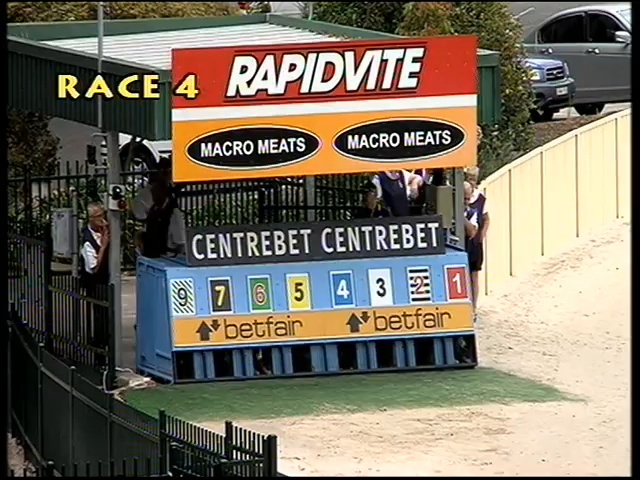 RACE 4
RAPIDVITE
MACRO MEATS MACRO MEATS
CENTREBET CENTREBET
9 7 6 5 4 3 2 1
betfair betfair